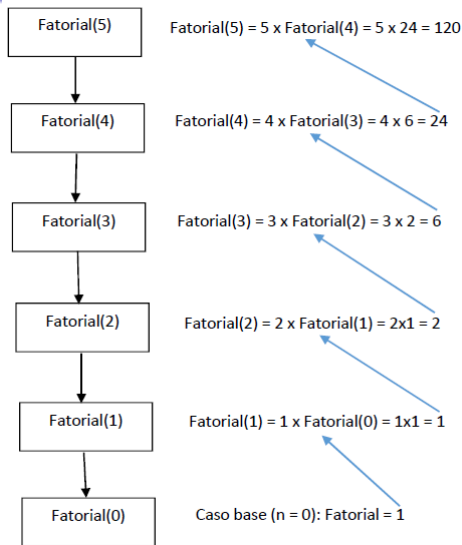 Fatorial(5)
Fatorial(5) = 5 x Fatorial(4) = 5 x 24 = 120
Fatorial(4)
Fatorial(4) = 4 x Fatorial(3) = 4 x 6 = 24
Fatorial(3)
Fatorial(3) = 3 x Fatorial(2) = 3 x 2 = 6
Fatorial(2)
Fatorial(2) = 2 x Fatorial(1) = 2x1 = 2
Fatorial(1)
Fatorial(1) = 1 x Fatorial(0) = 1x1 = 1
Fatorial(0)
Caso base (n = 0): Fatorial = 1